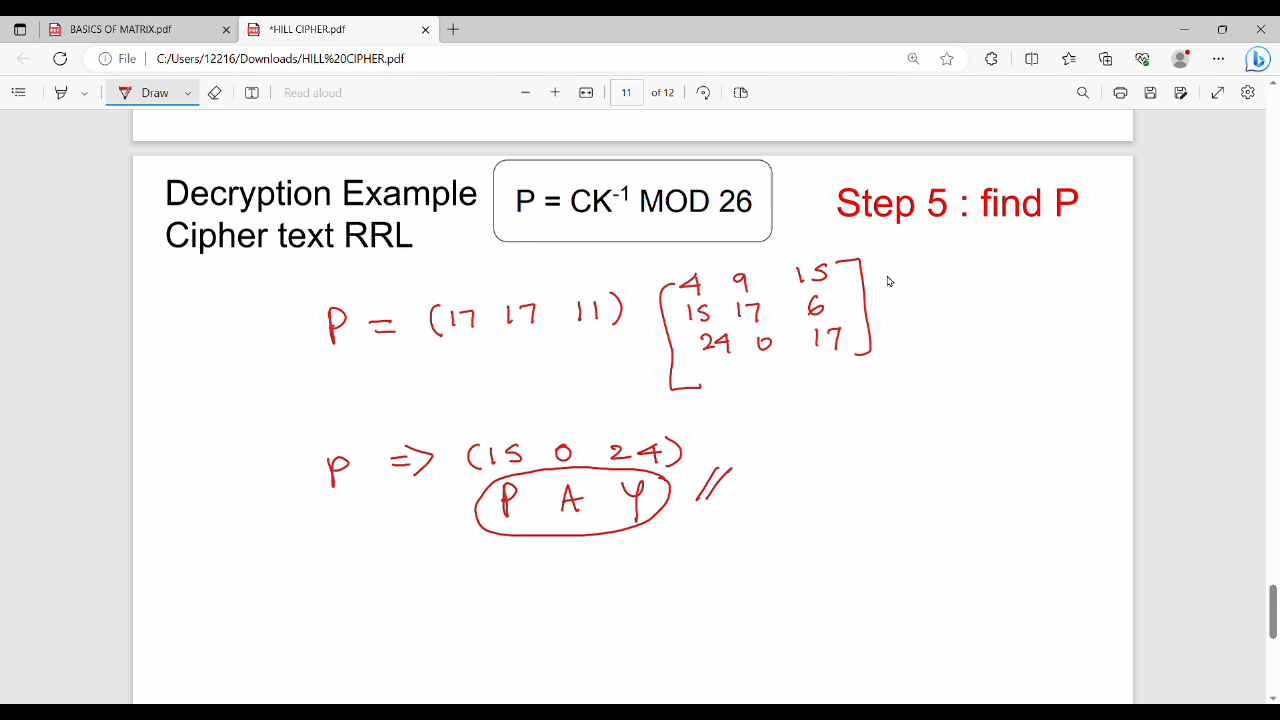 BASICS OF MATRIX.pdf
*HILL CIPHER.pdf
File C:/Users/12216/Downloads/HILL%20CIPHER.pdf
Draw Read aloud 11 of 12
Decryption Example
Cipher text RRL
P = CK-1 MOD 26
Step 5 : find P
P = (17 17 11) [4 9 15]
15 17 6
24 0 17
P => (15 0 24)
P A Y //